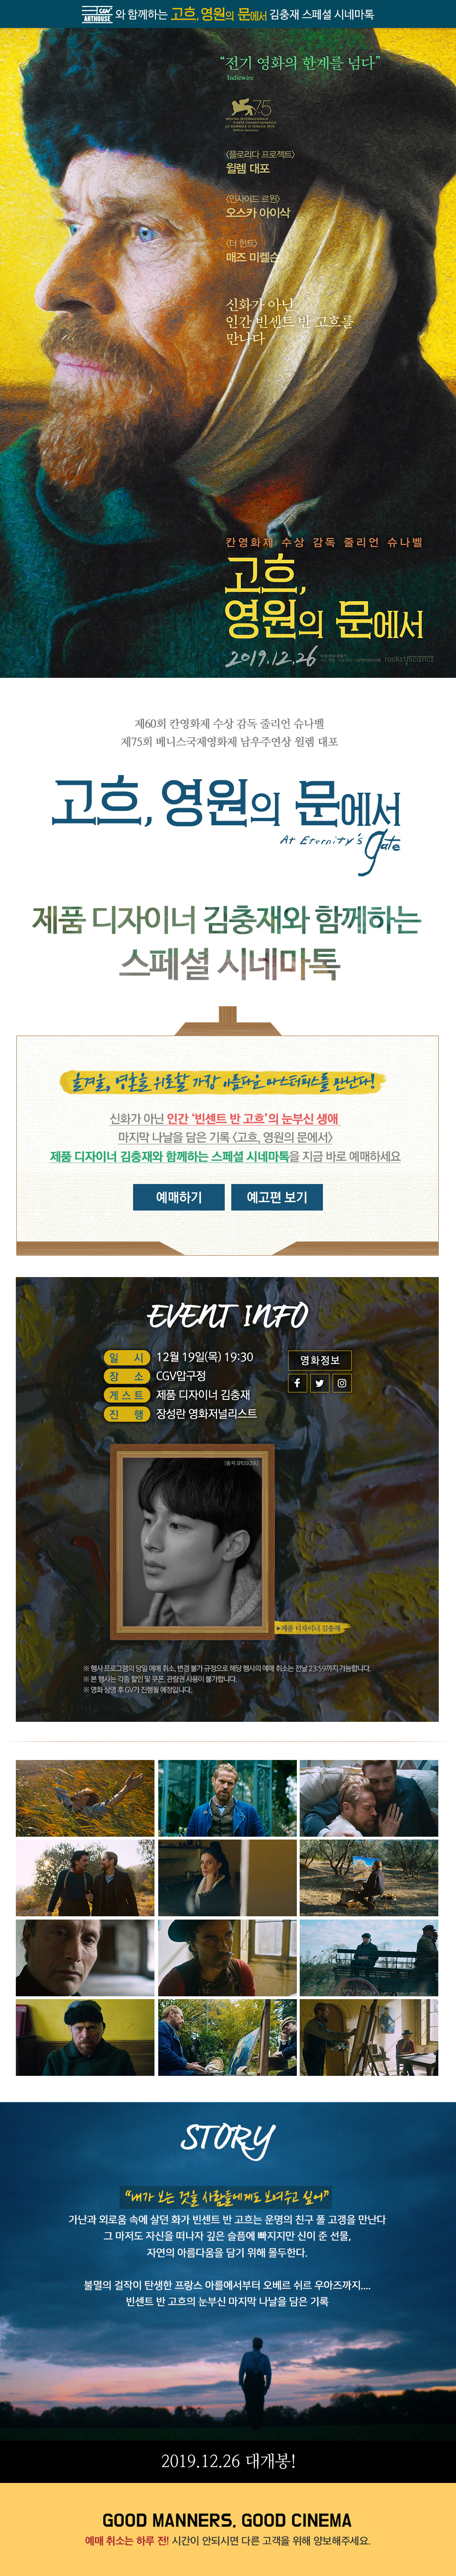 CGV ARTHOUSE 와 함께하는 고흐, 영원의 문에서 김충재 스페셜 시네마톡
“전기 영화의 한계를 넘다”
Indiewire
75
<플로리다 프로젝트>
윌렘 대포
<인사이드 르윈>
오스카 아이삭
<더 헌트>
매즈 미켈슨
신화가 아닌
인간 빈센트 반 고흐를
만나다
칸영화제 수상 감독 줄리언 슈나벨
고흐,
영원의 문에서
2019.12.26
rocket science
제60회 칸영화제 수상 감독 줄리언 슈나벨
제75회 베니스국제영화제 남우주연상 윌렘 대포
고흐, 영원의 문에서
At Eternity's gate
제품 디자이너 김충재와 함께하는
스페셜 시네마톡
올겨울, 영혼을 위로할 가장 아름다운 마스터피스를 만난다!
신화가 아닌 인간 ‘빈센트 반 고흐’의 눈부신 생애
마지막 나날을 담은 기록 <고흐, 영원의 문에서>
제품 디자이너 김충재와 함께하는 스페셜 시네마톡을 지금 바로 예매하세요
예매하기 예고편 보기
EVENT INFO
일 시 12월 19일(목) 19:30
장 소 CGV압구정
게스트 제품 디자이너 김충재
진 행 장성란 영화저널리스트
영화정보
[출처 SPEEKER]
▶제품 디자이너 김충재
※ 행사 프로그램의 당일 예매 취소, 변경 불가 규정으로 해당 행사의 예매 취소는 전날 23:59까지 가능합니다.
※ 본 행사는 각종 할인 및 쿠폰, 관람권 사용이 불가합니다.
※ 영화 상영 후 GV가 진행될 예정입니다.
STORY
“내가 보는 것을 사람들에게도 보여주고 싶어”
가난과 외로움 속에 살던 화가 빈센트 반 고흐는 운명의 친구 폴 고갱을 만난다
그 마저도 자신을 떠나자 깊은 슬픔에 빠지지만 신이 준 선물,
자연의 아름다움을 담기 위해 몰두한다.
불멸의 걸작이 탄생한 프랑스 아를에서부터 오베르 쉬르 우아즈까지....
빈센트 반 고흐의 눈부신 마지막 나날을 담은 기록
2019.12.26 대개봉!
GOOD MANNERS, GOOD CINEMA
예매 취소는 하루 전! 시간이 안되시면 다른 고객을 위해 양보해주세요.